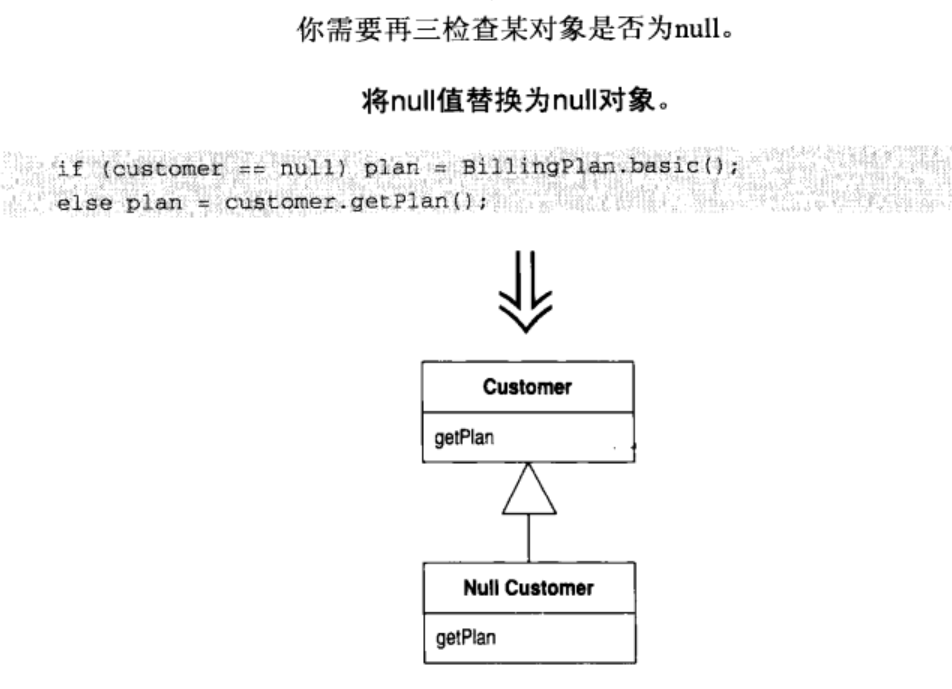 你需要再三检查某对象是否为null。
将null值替换为null对象。
if (customer == null) plan = BillingPlan.basic();
else plan = customer.getPlan();
Customer
getPlan
Null Customer
getPlan